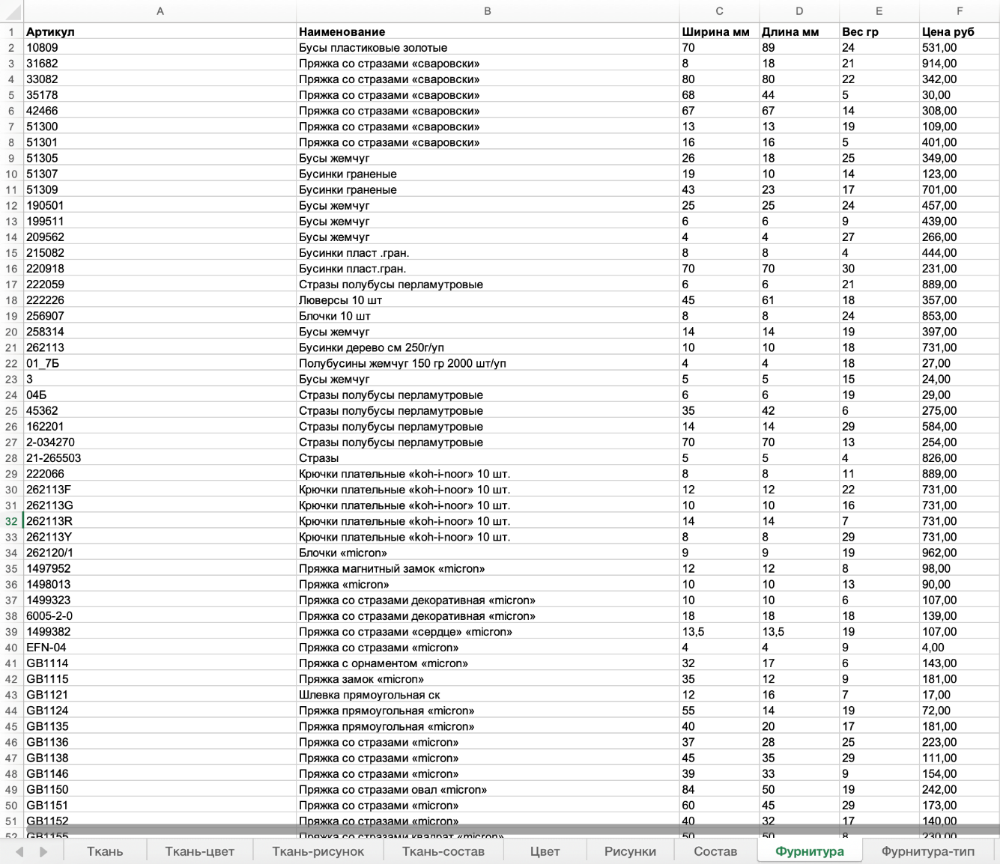 A B C D E F
1 Артикул Наименование Ширина мм Длина мм Вес гр Цена руб
2 10809 Бусы пластиковые золотые 70 89 24 531,00
3 31682 Пряжка со стразами «сваровски» 8 18 21 914,00
4 33082 Пряжка со стразами «сваровски» 80 80 22 342,00
5 35178 Пряжка со стразами «сваровски» 68 44 5 30,00
6 42466 Пряжка со стразами «сваровски» 67 67 14 308,00
7 51300 Пряжка со стразами «сваровски» 13 13 19 109,00
8 51301 Пряжка со стразами «сваровски» 16 16 5 401,00
9 51305 Бусы жемчуг 26 18 25 349,00
10 51307 Бусинки граненые 19 10 14 123,00
11 51309 Бусинки граненые 43 23 17 701,00
12 190501 Бусы жемчуг 25 25 24 457,00
13 199511 Бусы жемчуг 6 6 9 439,00
14 209562 Бусы жемчуг 4 4 27 266,00
15 215082 Бусинки пласт .гран. 8 8 4 444,00
16 220918 Бусинки пласт.гран. 70 70 30 231,00
17 222059 Стразы полубусы перламутровые 6 6 21 889,00
18 222226 Люверсы 10 шт 45 61 18 357,00
19 256907 Блочки 10 шт 8 8 24 853,00
20 258314 Бусы жемчуг 14 14 19 397,00
21 262113 Бусинки дерево см 250г/уп 10 10 18 731,00
22 01_7Б Полубусины жемчуг 150 гр 2000 шт/уп 4 4 18 27,00
23 3 Бусы жемчуг 5 5 15 24,00
24 04Б Стразы полубусы перламутровые 6 6 19 29,00
25 45362 Стразы полубусы перламутровые 35 42 6 275,00
26 162201 Стразы полубусы перламутровые 14 14 29 584,00
27 2-034270 Стразы полубусы перламутровые 70 70 13 254,00
28 21-265503 Стразы 5 5 4 826,00
29 222066 Крючки плательные «koh-i-noor» 10 шт. 8 8 11 889,00
30 262113F Крючки плательные «koh-i-noor» 10 шт. 12 12 22 731,00
31 262113G Крючки плательные «koh-i-noor» 10 шт. 10 10 16 731,00
32 262113R Крючки плательные «koh-i-noor» 10 шт. 14 14 7 731,00
33 262113Y Крючки плательные «koh-i-noor» 10 шт. 8 8 29 731,00
34 262120/1 Блочки «micron» 9 9 19 962,00
35 1497952 Пряжка магнитный замок «micron» 12 12 8 98,00
36 1498013 Пряжка «micron» 10 10 13 90,00
37 1499323 Пряжка со стразами декоративная «micron» 10 10 6 107,00
38 6005-2-0 Пряжка со стразами декоративная «micron» 18 18 18 139,00
39 1499382 Пряжка со стразами «сердце» «micron» 13,5 13,5 19 107,00
40 EFN-04 Пряжка со стразами «micron» 4 4 9 4,00
41 GB1114 Пряжка с орнаментом «micron» 32 17 6 143,00
42 GB1115 Пряжка замок «micron» 35 12 9 181,00
43 GB1121 Шлевка прямоугольная ск 12 16 7 17,00
44 GB1124 Пряжка прямоугольная «micron» 55 14 19 72,00
45 GB1135 Пряжка прямоугольная «micron» 40 20 17 181,00
46 GB1136 Пряжка со стразами «micron» 37 28 25 223,00
47 GB1138 Пряжка со стразами «micron» 45 35 29 111,00
48 GB1146 Пряжка со стразами «micron» 39 33 9 154,00
49 GB1150 Пряжка со стразами овал «micron» 84 50 19 242,00
50 GB1151 Пряжка со стразами «micron» 60 45 29 173,00
51 GB1152 Пряжка со стразами «micron» 40 32 17 140,00
52 GB1155 Пряжка со стразами квадрат «micron» 50 50 8 230,00
Ткань Ткань-цвет Ткань-рисунок Ткань-состав Цвет Рисунки Состав Фурнитура Фурнитура-тип